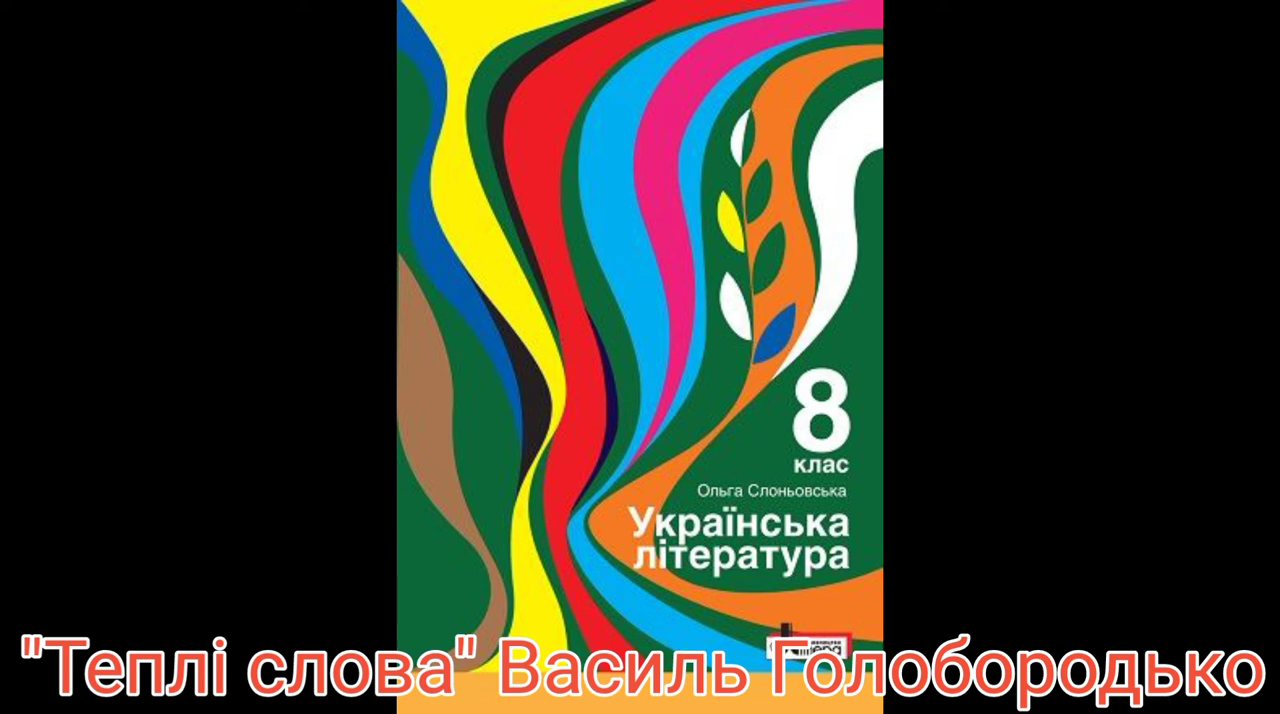 8
клас
Ольга Слоньовська
Українська
література
"Теплі слова" Василь Голобородько